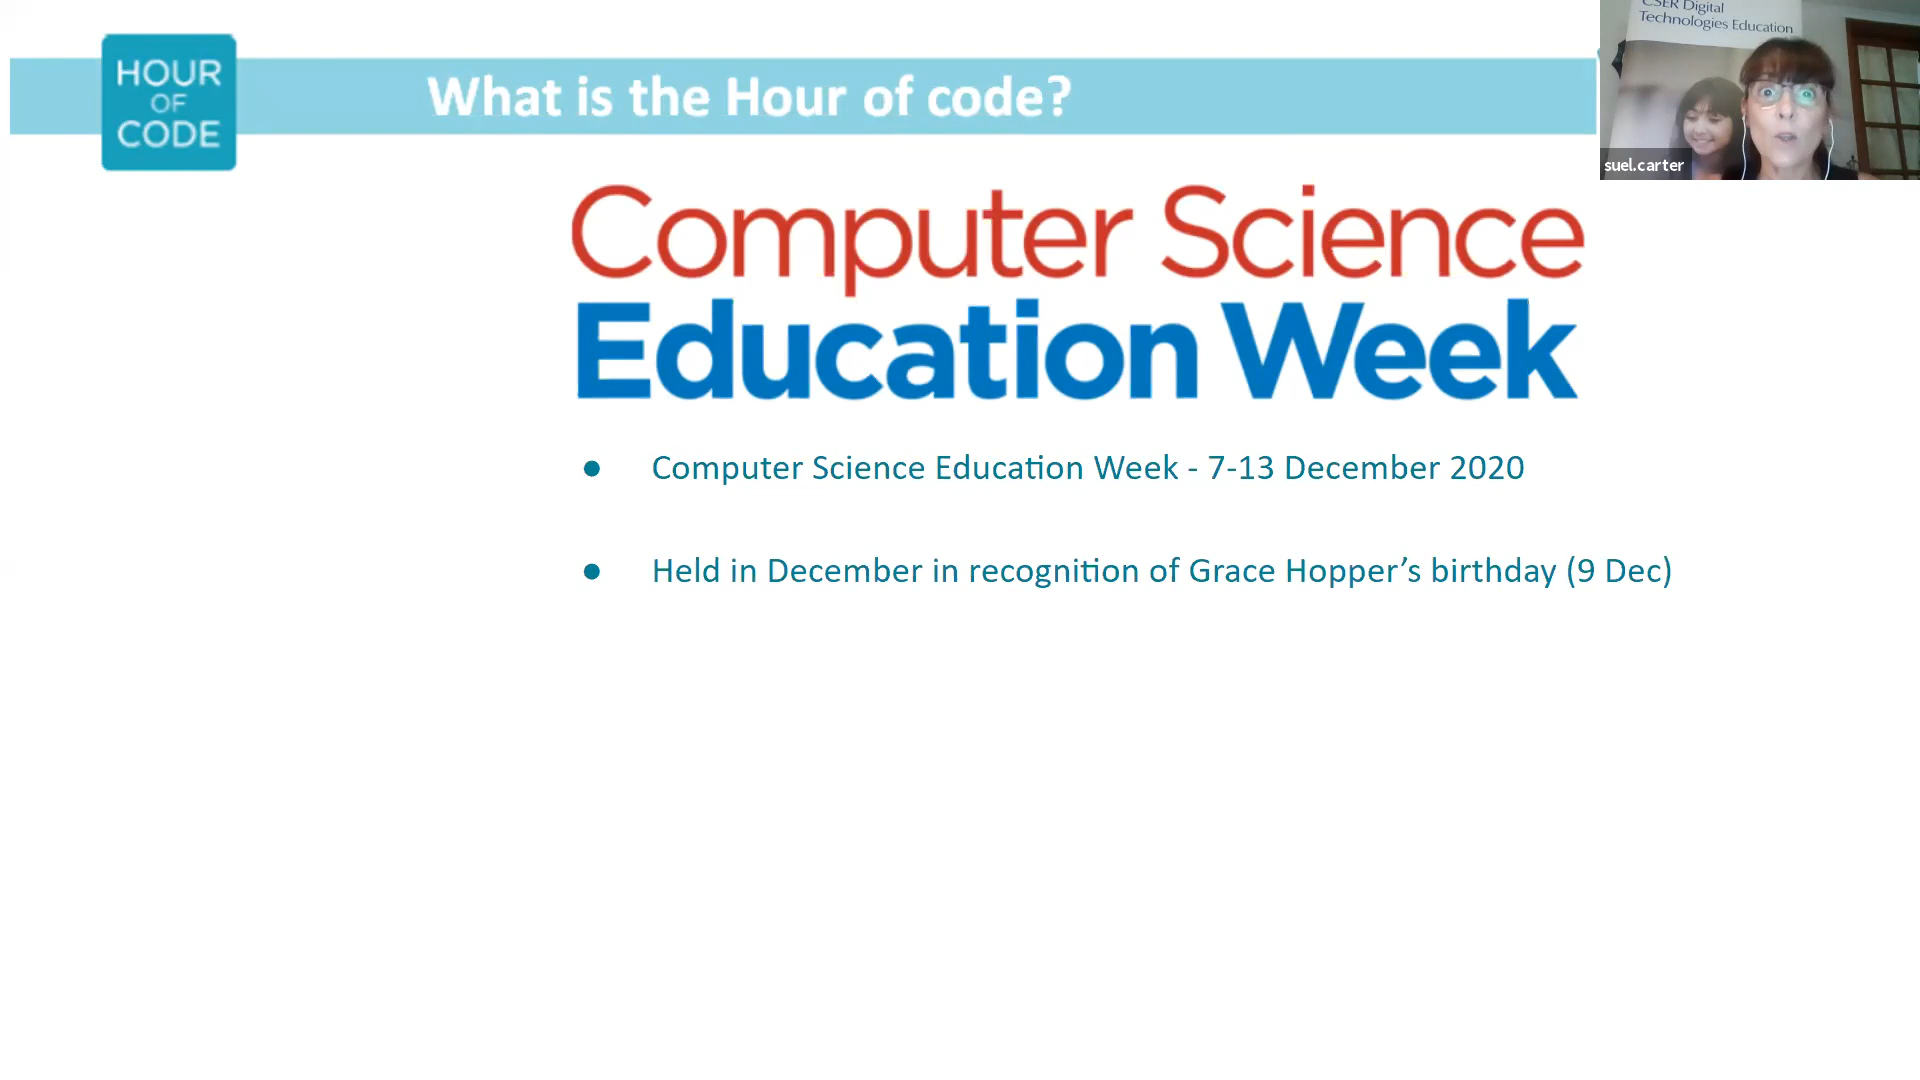 HOUR
OF
CODE
What is the Hour of code?
CSER Digital
Technologies Education
suel.carter
Computer Science
Education Week
● Computer Science Education Week - 7-13 December 2020
● Held in December in recognition of Grace Hopper’s birthday (9 Dec)